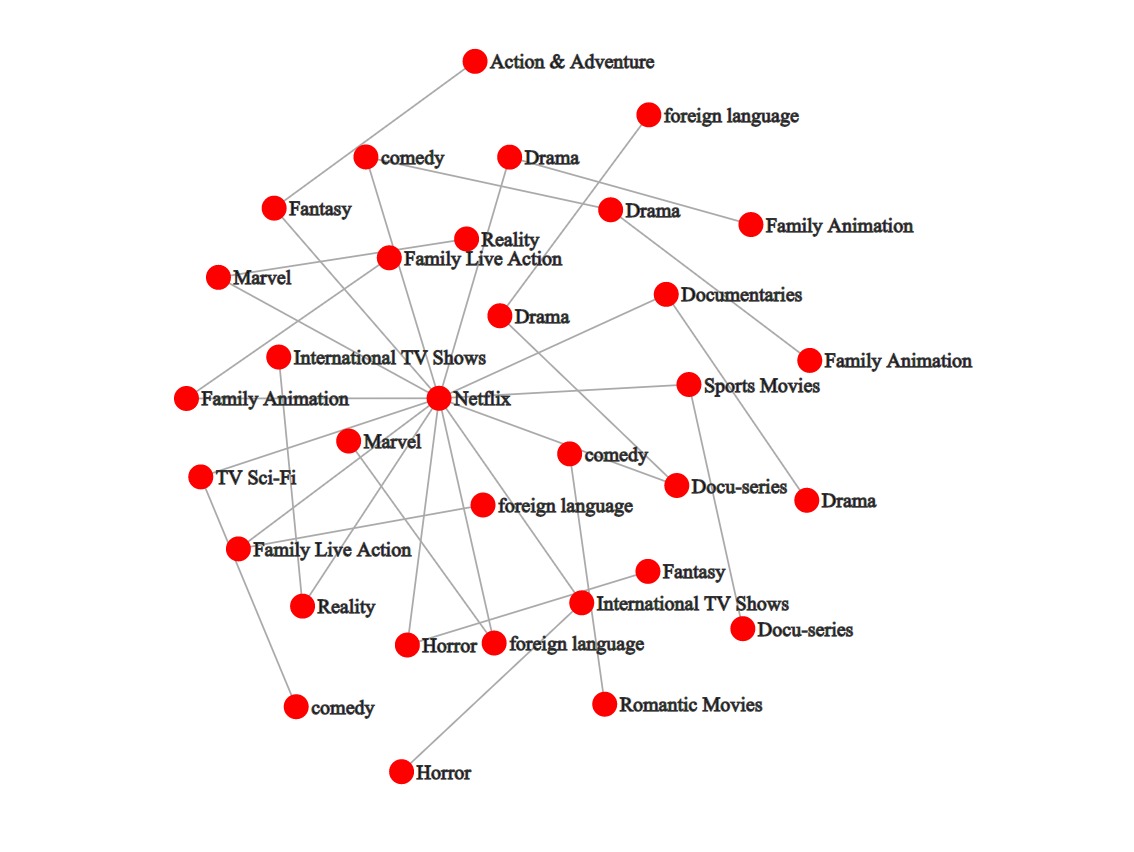 Action & Adventure
foreign language
comedy
Drama
Fantasy
Drama
Family Animation
Reality
Family Live Action
Marvel
Documentaries
Drama
International TV Shows
Family Animation
Sports Movies
Family Animation
Netflix
Marvel
comedy
TV Sci-Fi
Docu-series
Drama
foreign language
Family Live Action
Fantasy
International TV Shows
Reality
Docu-series
Horror
foreign language
Romantic Movies
comedy
Horror